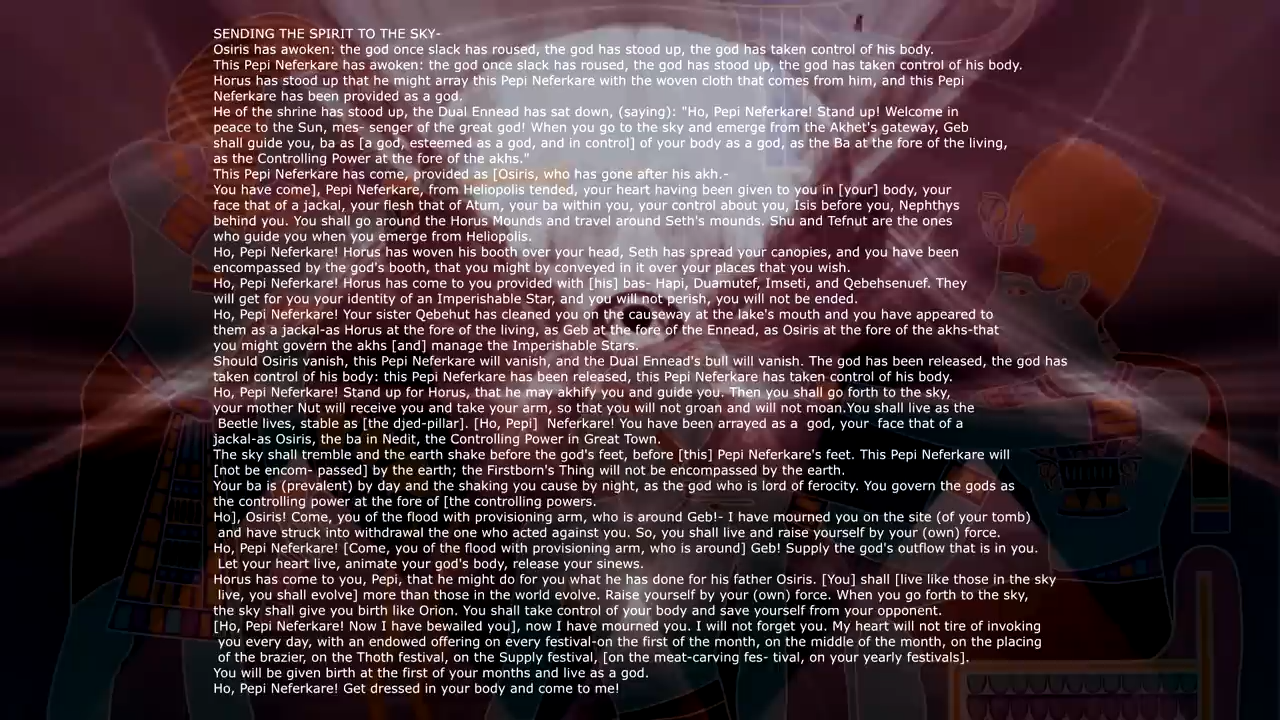 SENDING THE SPIRIT TO THE SKY-
Osiris has awoken: the god once slack has roused, the god has stood up, the god has taken control of his body.
This Pepi Neferkare has awoken: the god once slack has roused, the god has stood up, the god has taken control of his body.
Horus has stood up that he might array this Pepi Neferkare with the woven cloth that comes from him, and this Pepi
Neferkare has been provided as a god.
He of the shrine has stood up, the Dual Ennead has sat down, (saying): "Ho, Pepi Neferkare! Stand up! Welcome in
peace to the Sun, mes- senger of the great god! When you go to the sky and emerge from the Akhet's gateway, Geb
shall guide you, ba as [a god, esteemed as a god, and in control] of your body as a god, as the Ba at the fore of the living,
as the Controlling Power at the fore of the akhs."
This Pepi Neferkare has come, provided as [Osiris, who has gone after his akh.-
You have come], Pepi Neferkare, from Heliopolis tended, your heart having been given to you in [your] body, your
face that of a jackal, your flesh that of Atum, your ba within you, your control about you, Isis before you, Nephthys
behind you. You shall go around the Horus Mounds and travel around Seth's mounds. Shu and Tefnut are the ones
who guide you when you emerge from Heliopolis.
Ho, Pepi Neferkare! Horus has woven his booth over your head, Seth has spread your canopies, and you have been
encompassed by the god's booth, that you might by conveyed in it over your places that you wish.
Ho, Pepi Neferkare! Horus has come to you provided with [his] bas- Hapi, Duamutef, Imseti, and Qebehsenuef. They
will get for you your identity of an Imperishable Star, and you will not perish, you will not be ended.
Ho, Pepi Neferkare! Your sister Qebehut has cleaned you on the causeway at the lake's mouth and you have appeared to
them as a jackal-as Horus at the fore of the living, as Geb at the fore of the Ennead, as Osiris at the fore of the akhs-that
you might govern the akhs [and] manage the Imperishable Stars.
Should Osiris vanish, this Pepi Neferkare will vanish, and the Dual Ennead's bull will vanish. The god has been released, the god has
taken control of his body: this Pepi Neferkare has been released, this Pepi Neferkare has taken control of his body.
Ho, Pepi Neferkare! Stand up for Horus, that he may akhify you and guide you. Then you shall go forth to the sky,
your mother Nut will receive you and take your arm, so that you will not groan and will not moan.You shall live as the
Beetle lives, stable as [the djed-pillar]. [Ho, Pepi]  Neferkare! You have been arrayed as a  god, your  face that of a
jackal-as Osiris, the ba in Nedit, the Controlling Power in Great Town.
The sky shall tremble and the earth shake before the god's feet, before [this] Pepi Neferkare's feet. This Pepi Neferkare will
[not be encom- passed] by the earth; the Firstborn's Thing will not be encompassed by the earth.
Your ba is (prevalent) by day and the shaking you cause by night, as the god who is lord of ferocity. You govern the gods as
the controlling power at the fore of [the controlling powers.
Ho], Osiris! Come, you of the flood with provisioning arm, who is around Geb!- I have mourned you on the site (of your tomb)
and have struck into withdrawal the one who acted against you. So, you shall live and raise yourself by your (own) force.
Ho, Pepi Neferkare! [Come, you of the flood with provisioning arm, who is around] Geb! Supply the god's outflow that is in you.
Let your heart live, animate your god's body, release your sinews.
Horus has come to you, Pepi, that he might do for you what he has done for his father Osiris. [You] shall [live like those in the sky
live, you shall evolve] more than those in the world evolve. Raise yourself by your (own) force. When you go forth to the sky,
the sky shall give you birth like Orion. You shall take control of your body and save yourself from your opponent.
[Ho, Pepi Neferkare! Now I have bewailed you], now I have mourned you. I will not forget you. My heart will not tire of invoking
you every day, with an endowed offering on every festival-on the first of the month, on the middle of the month, on the placing
of the brazier, on the Thoth festival, on the Supply festival, [on the meat-carving fes- tival, on your yearly festivals].
You will be given birth at the first of your months and live as a god.
Ho, Pepi Neferkare! Get dressed in your body and come to me!